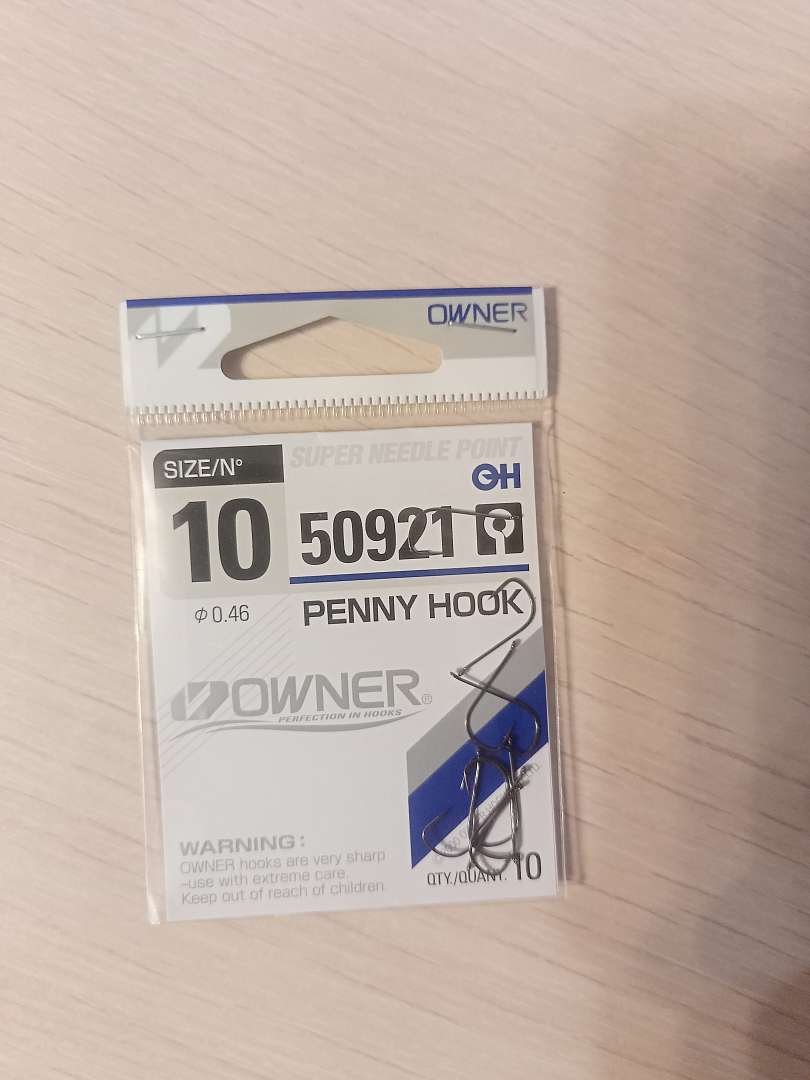 OWNER
SIZE/N°
SUPER NEEDLE POINT
10
50921
Φ 0.46
PENNY HOOK
OWNER®
PERFECTION IN HOOKS
WARNING:
OWNER hooks are very sharp
-use with extreme care.
Keep out of reach of children.
QTY./QUANT. 10